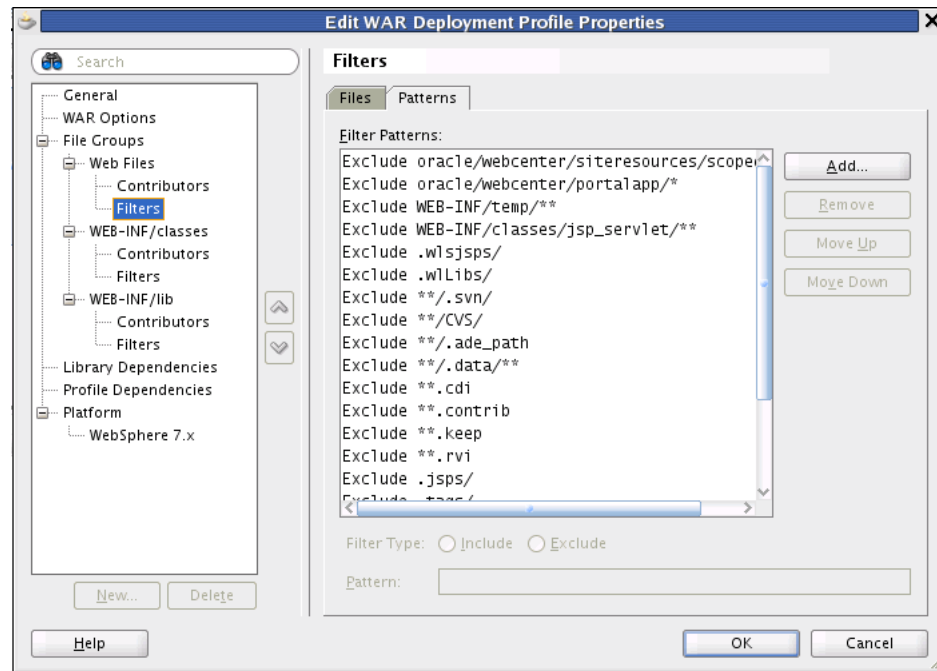 Edit WAR Deployment Profile Properties
Search
General
WAR Options
File Groups
Web Files
Contributors
Filters
WEB-INF/classes
Contributors
Filters
WEB-INF/lib
Contributors
Filters
Library Dependencies
Profile Dependencies
Platform
WebSphere 7.x
New...
Delete
Filters
Files
Patterns
Filter Patterns:
Exclude oracle/webcenter/siteresources/scope
Exclude oracle/webcenter/portalapp/*
Exclude WEB-INF/temp/**
Exclude WEB-INF/classes/jsp_servlet/**
Exclude .wlsjsps/
Exclude .wlLibs/
Exclude **/.svn/
Exclude **/CVS/
Exclude **/.ade_path
Exclude **/.data/**
Exclude **.cdi
Exclude **.contrib
Exclude **.keep
Exclude **.rvi
Exclude .jsps/
Exclude .tags/
Add...
Remove
Move Up
Move Down
Filter Type:
Include
Exclude
Pattern:
Help
OK
Cancel